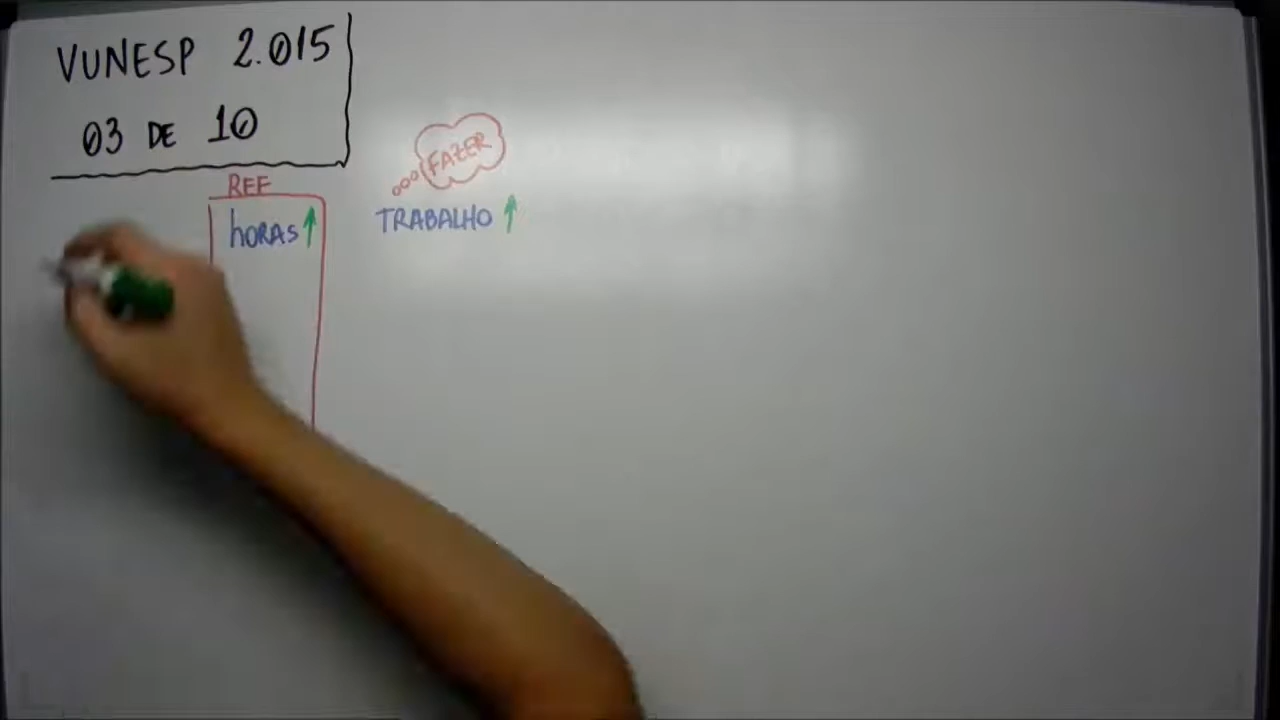 VUNESP 2.015
03 DE 10
REF
FAZER
hORAS ↑
TRABALHO ↑